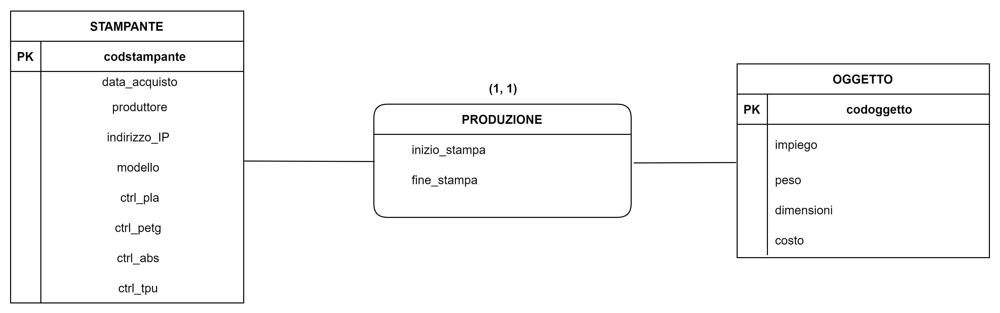 STAMPANTE
PK codstampante
data_acquisto
produttore
indirizzo_IP
modello
ctrl_pla
ctrl_petg
ctrl_abs
ctrl_tpu
(1, 1)
PRODUZIONE
inizio_stampa
fine_stampa
OGGETTO
PK codoggetto
impiego
peso
dimensioni
costo